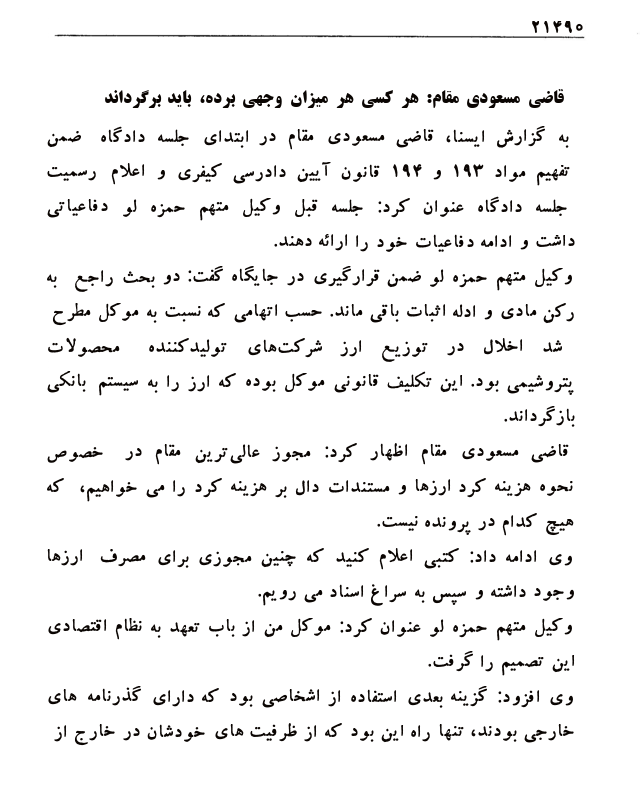 ۲۱۴۹۰
قاضی مسعودی مقام: هر کسی هر میزان وجهی برده، باید برگرداند
به گزارش ایسنا، قاضی مسعودی مقام در ابتدای جلسه دادگاه ضمن
تفهیم مواد ۱۹۳ و ۱۹۴ قانون آیین دادرسی کیفری و اعلام رسمیت
جلسه دادگاه عنوان کرد: جلسه قبل وکیل متهم حمزه لو دفاعیاتی
داشت و ادامه دفاعیات خود را ارائه دهند.
وکیل متهم حمزه لو ضمن قرارگیری در جایگاه گفت: دو بحث راجع به
رکن مادی و ادله اثبات باقی ماند. حسب اتهامی که نسبت به موکل مطرح
شد اخلال در توزیع ارز شرکت‌های تولیدکننده محصولات
پتروشیمی بود. این تکلیف قانونی موکل بوده که ارز را به سیستم بانکی
بازگرداند.
قاضی مسعودی مقام اظهار کرد: مجوز عالی‌ترین مقام در خصوص
نحوه هزینه کرد ارزها و مستندات دال بر هزینه کرد را می خواهیم، که
هیچ کدام در پرونده نیست.
وی ادامه داد: کتبی اعلام کنید که چنین مجوزی برای مصرف ارزها
وجود داشته و سپس به سراغ اسناد می رویم.
وکیل متهم حمزه لو عنوان کرد: موکل من از باب تعهد به نظام اقتصادی
این تصمیم را گرفت.
وی افزود: گزینه بعدی استفاده از اشخاصی بود که دارای گذرنامه های
خارجی بودند، تنها راه این بود که از ظرفیت های خودشان در خارج از